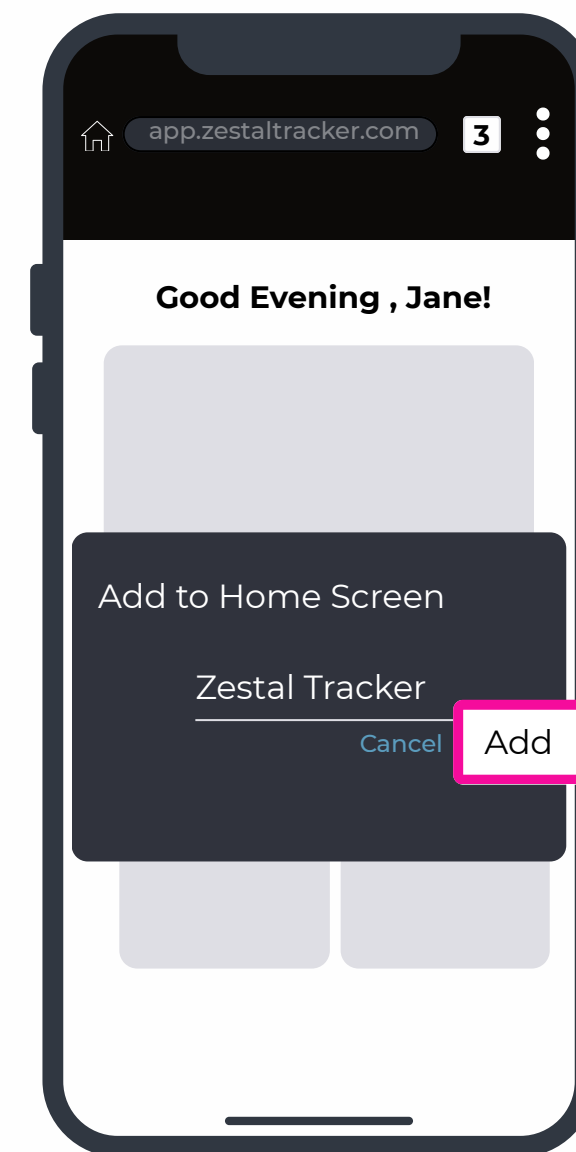 app.zestaltracker.com 3
Good Evening , Jane!
Add to Home Screen
Zestal Tracker
Cancel Add